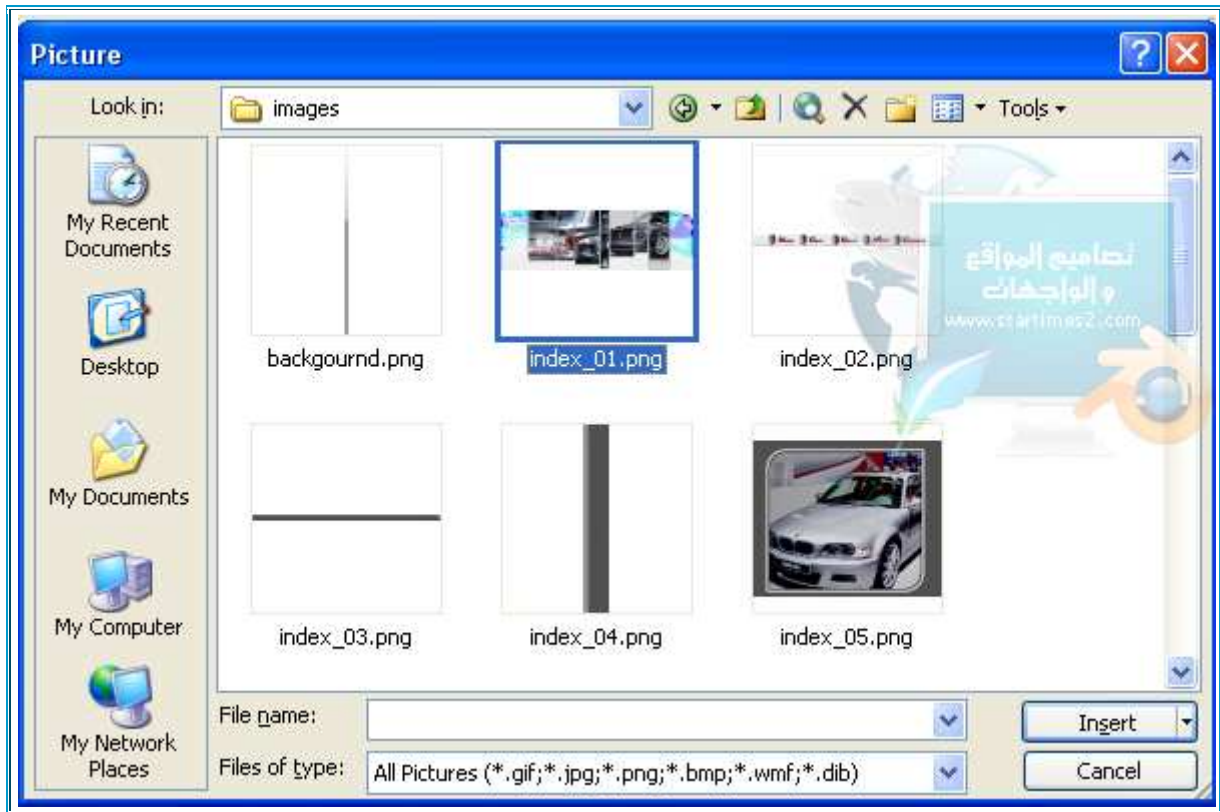 Picture
Look in:
images
Tools
My Recent
Documents
Desktop
My Documents
My Computer
My Network
Places
backgournd.png
index_01.png
index_02.png
index_03.png
index_04.png
index_05.png
تصاميم المواقع
و الواجهات
www.startimes2.com
File name:
Insert
Files of type:
All Pictures (*.gif;*.jpg;*.png;*.bmp;*.wmf;*.dib)
Cancel